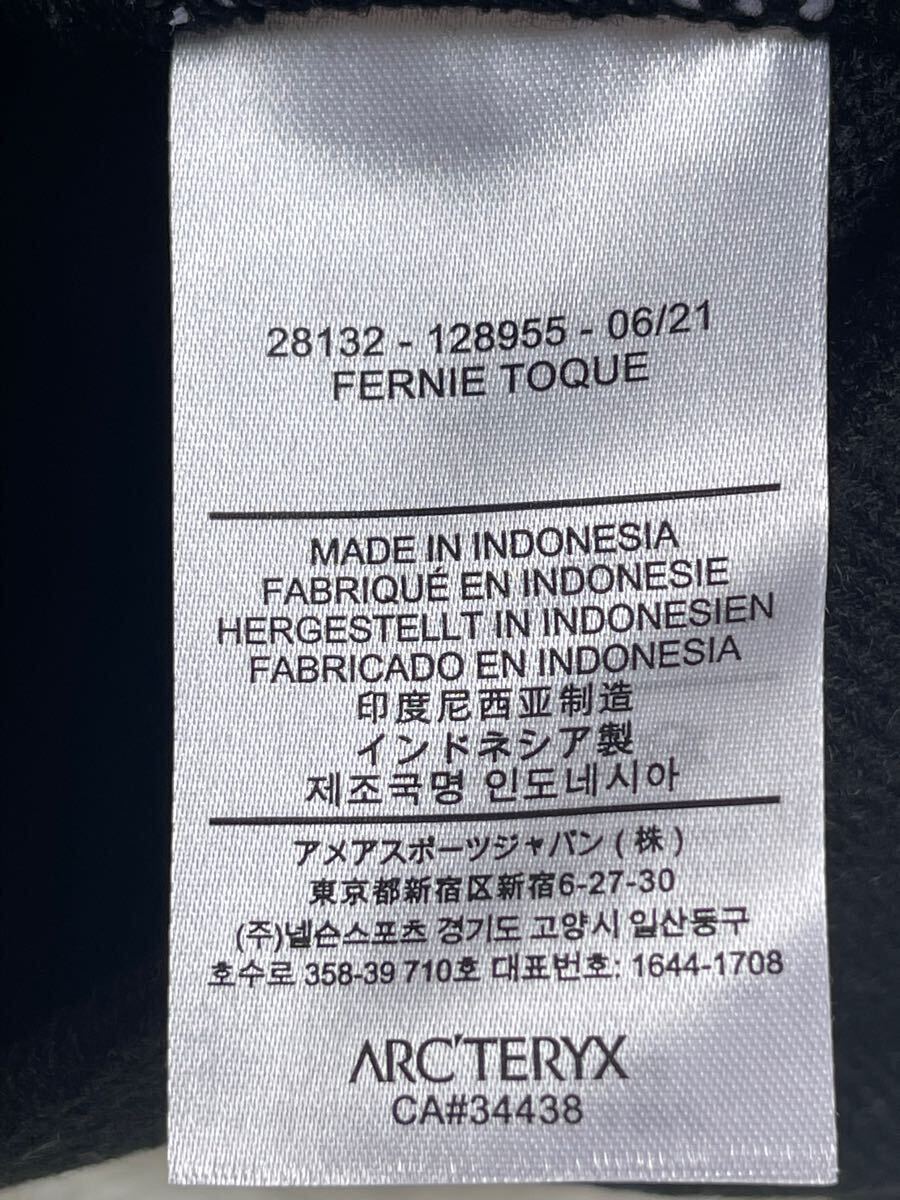 28132 - 128955 - 06/21
FERNIE TOQUE
MADE IN INDONESIA
FABRIQUÉ EN INDONESIE
HERGESTELLT IN INDONESIEN
FABRICADO EN INDONESIA
印度尼西亚制造
インドネシア製
제조국명 인도네시아
アメアスポーツジャパン(株)
東京都新宿区新宿6-27-30
(주)넬슨스포츠 경기도 고양시 일산동구
호수로 358-39 710호 대표번호: 1644-1708
ARC'TERYX
CA#34438